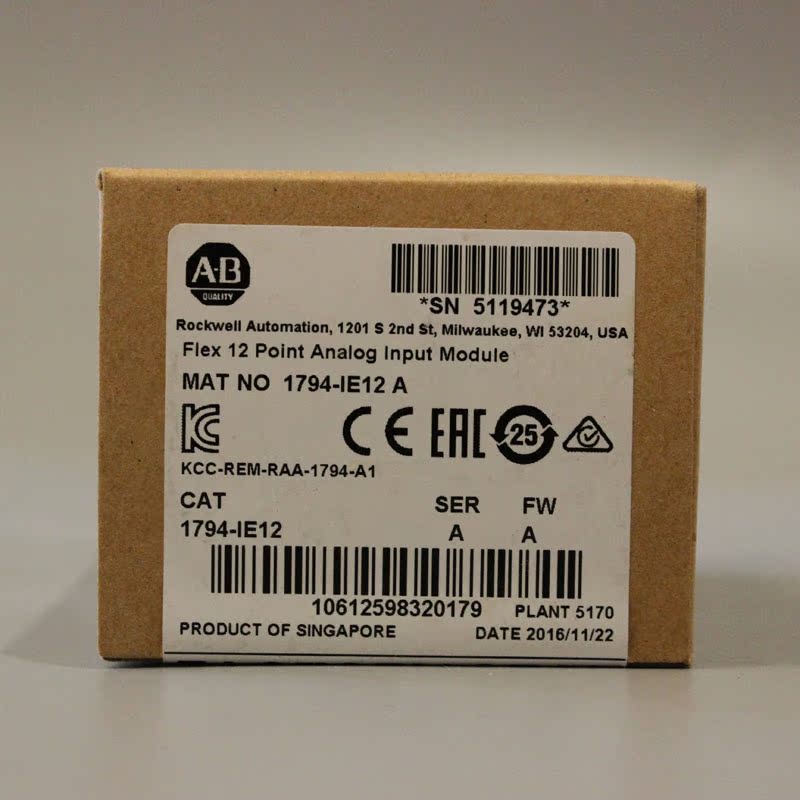 A-B
QUALITY
*SN 5119473*
Rockwell Automation, 1201 S 2nd St, Milwaukee, WI 53204, USA
Flex 12 Point Analog Input Module
MAT NO 1794-IE12 A
KC CE EAC 25
KCC-REM-RAA-1794-A1
CAT SER FW
1794-IE12 A A
10612598320179 PLANT 5170
PRODUCT OF SINGAPORE DATE 2016/11/22